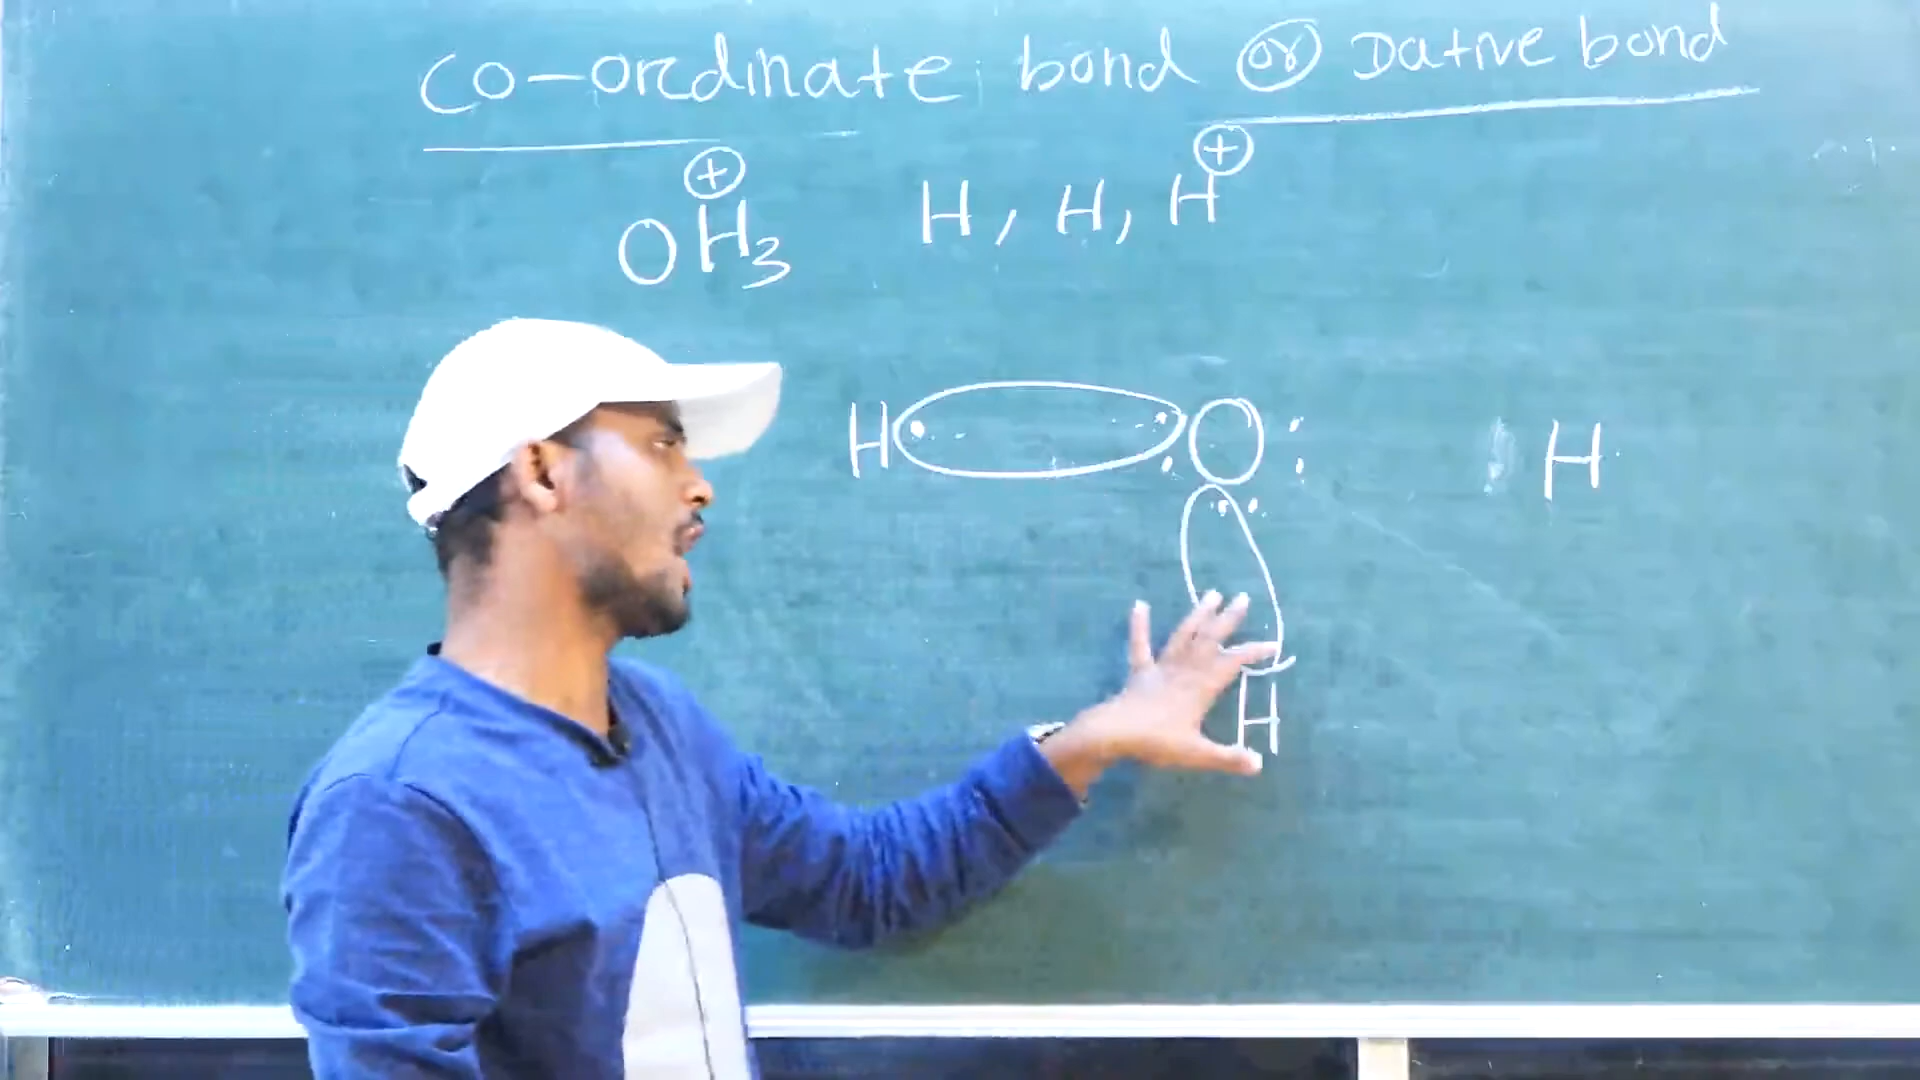 co-ordinate bond or Dative bond
OH₃⊕ H, H, H⊕
H O H
H